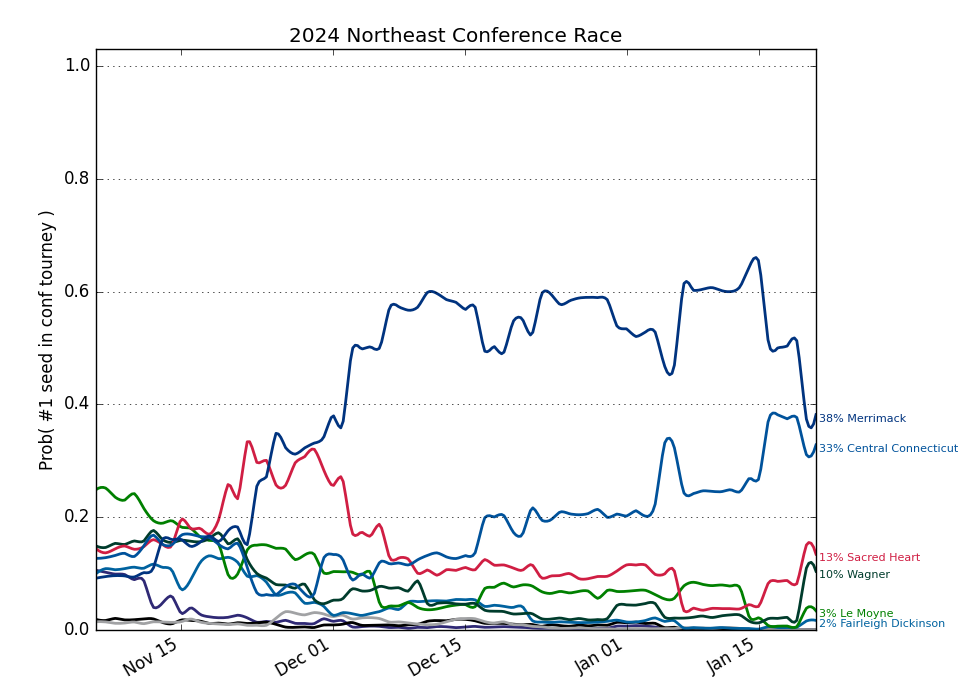 2024 Northeast Conference Race
Prob( #1 seed in conf tourney )
1.0
0.8
0.6
0.4
0.2
0.0
38% Merrimack
33% Central Connecticut
13% Sacred Heart
10% Wagner
3% Le Moyne
2% Fairleigh Dickinson
Nov 15
Dec 01
Dec 15
Jan 01
Jan 15